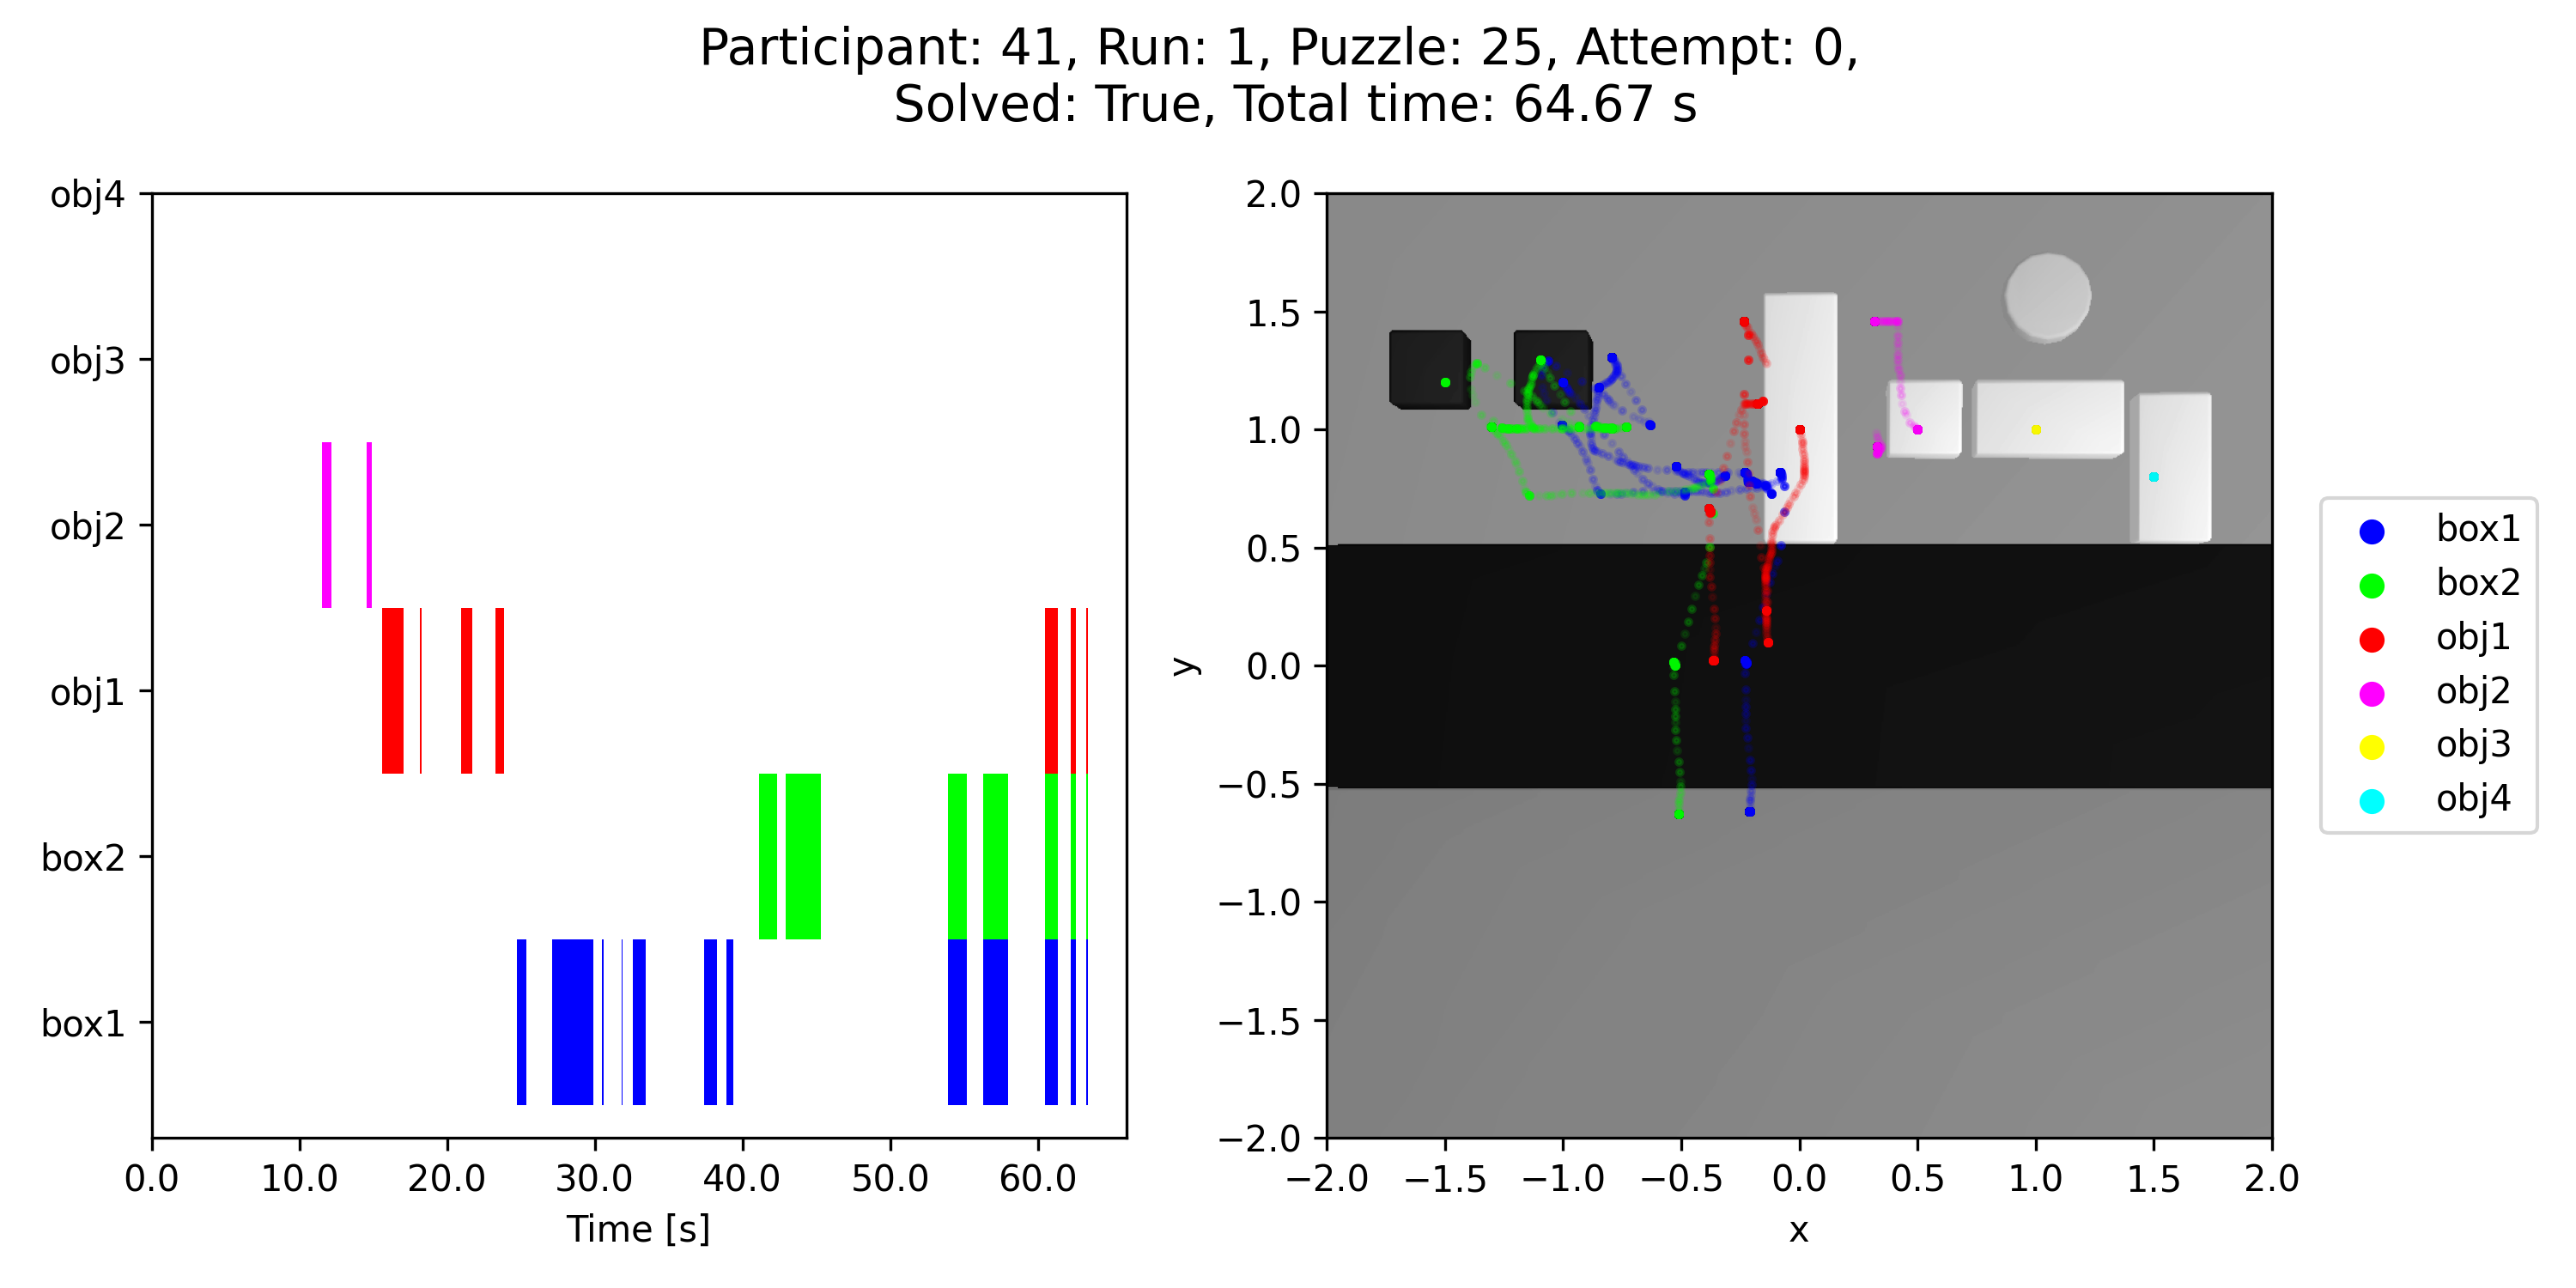 Participant: 41, Run: 1, Puzzle: 25, Attempt: 0,
Solved: True, Total time: 64.67 s
obj4
obj3
obj2
obj1
box2
box1
0.0 10.0 20.0 30.0 40.0 50.0 60.0
Time [s]
2.0
1.5
1.0
0.5
0.0
−0.5
−1.0
−1.5
−2.0
y
−2.0 −1.5 −1.0 −0.5 0.0 0.5 1.0 1.5 2.0
x
box1
box2
obj1
obj2
obj3
obj4